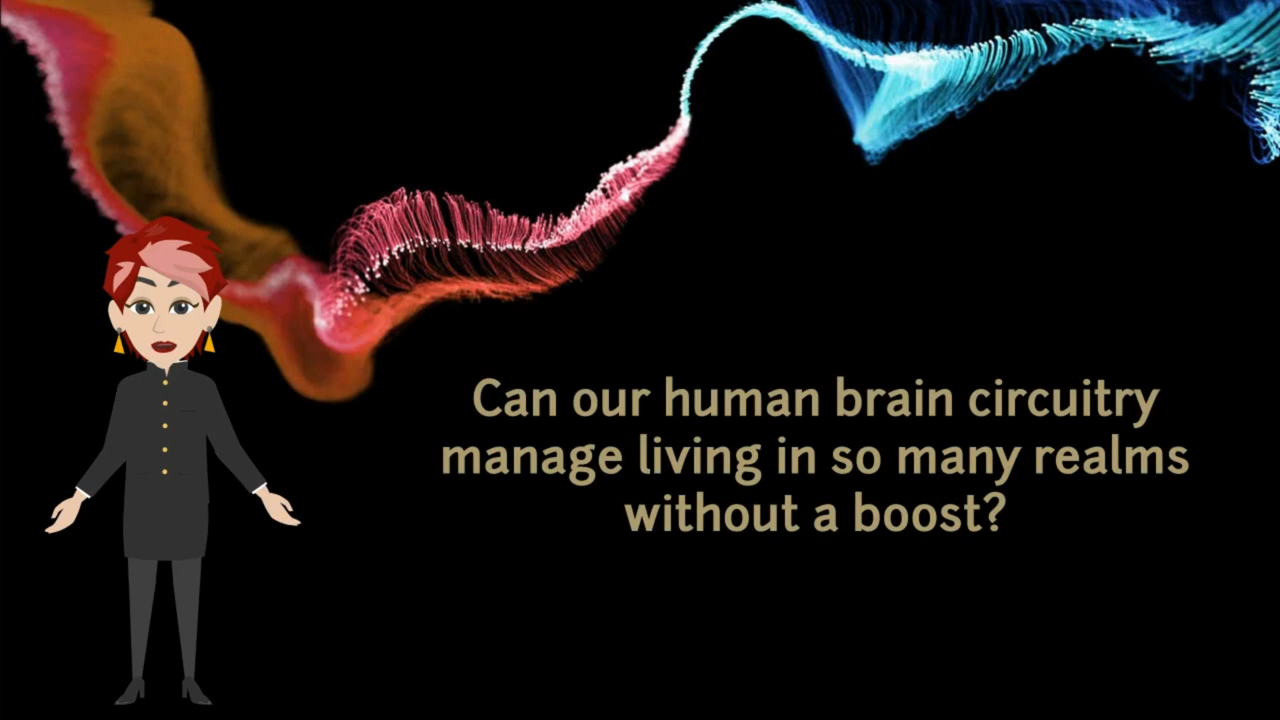 Can our human brain circuitry
manage living in so many realms
without a boost?